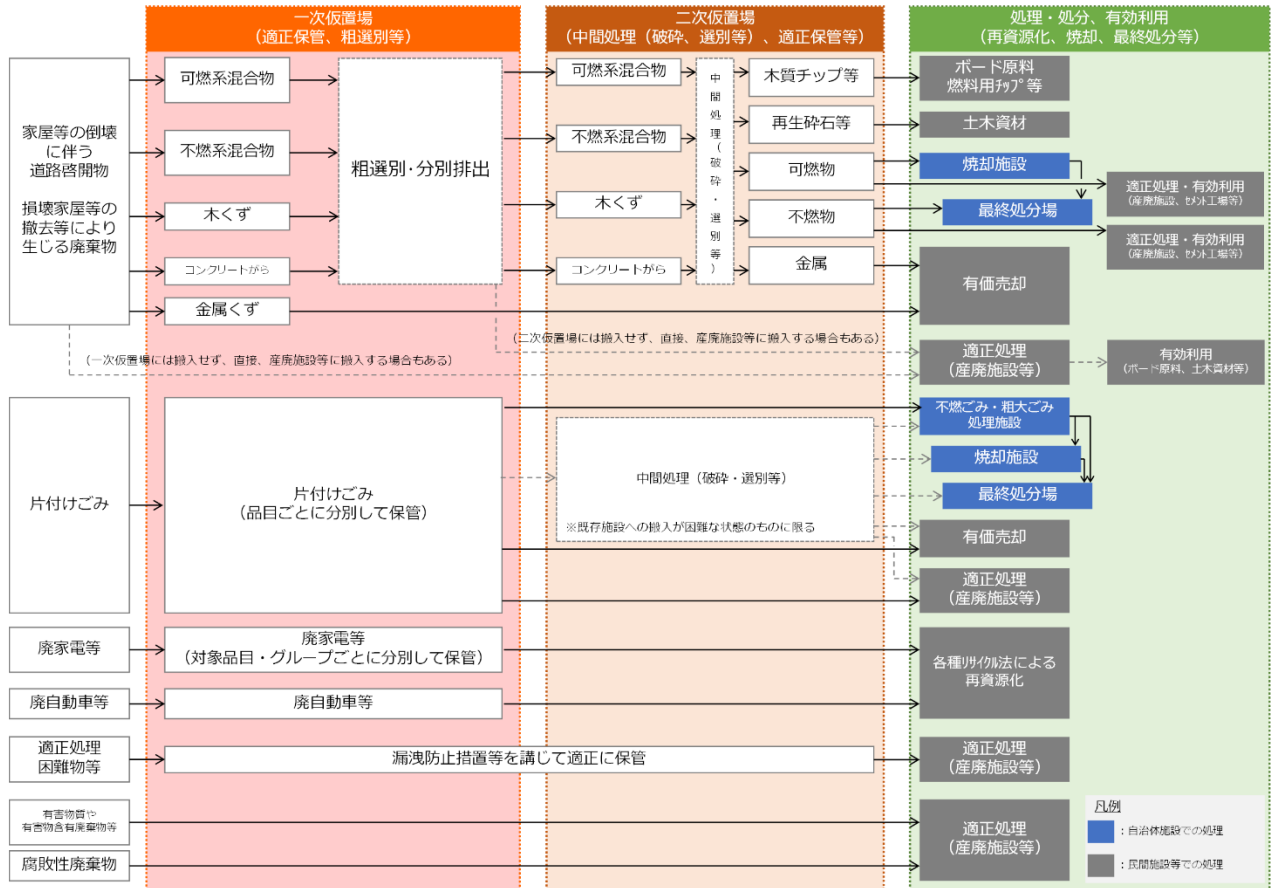 一次仮置場
（適正保管、粗選別等）
二次仮置場
（中間処理（破砕、選別等）、適正保管等）
処理・処分、有効利用
（再資源化、焼却、最終処分等）
家屋等の倒壊
に伴う
道路啓開物
損壊家屋等の
撤去等により
生じる廃棄物
可燃系混合物
不燃系混合物
木くず
コンクリートがら
金属くず
粗選別・分別排出
可燃系混合物
不燃系混合物
木くず
コンクリートがら
中間処理(破砕・選別等)
木質チップ等
再生砕石等
可燃物
不燃物
金属
ボード原料
燃料用ﾁｯﾌﾟ等
土木資材
焼却施設
最終処分場
適正処理・有効利用
（産廃施設、ｾﾒﾝﾄ工場等）
適正処理・有効利用
（産廃施設、ｾﾒﾝﾄ工場等）
有価売却
（二次仮置場には搬入せず、直接、産廃施設等に搬入する場合もある）
（一次仮置場には搬入せず、直接、産廃施設等に搬入する場合もある）
適正処理
（産廃施設等）
有効利用
（ボード原料、土木資材等）
片付けごみ
片付けごみ
（品目ごとに分別して保管）
中間処理（破砕・選別等）
※既存施設への搬入が困難な状態のものに限る
不燃ごみ・粗大ごみ
処理施設
焼却施設
最終処分場
有価売却
適正処理
（産廃施設等）
廃家電等
廃家電等
（対象品目・グループごとに分別して保管）
各種ﾘｻｲｸﾙ法による
再資源化
廃自動車等
廃自動車等
適正処理
困難物等
漏洩防止措置等を講じて適正に保管
適正処理
（産廃施設等）
有害物質や
有害物含有廃棄物等
腐敗性廃棄物
適正処理
（産廃施設等）
凡例
：自治体施設での処理
：民間施設等での処理